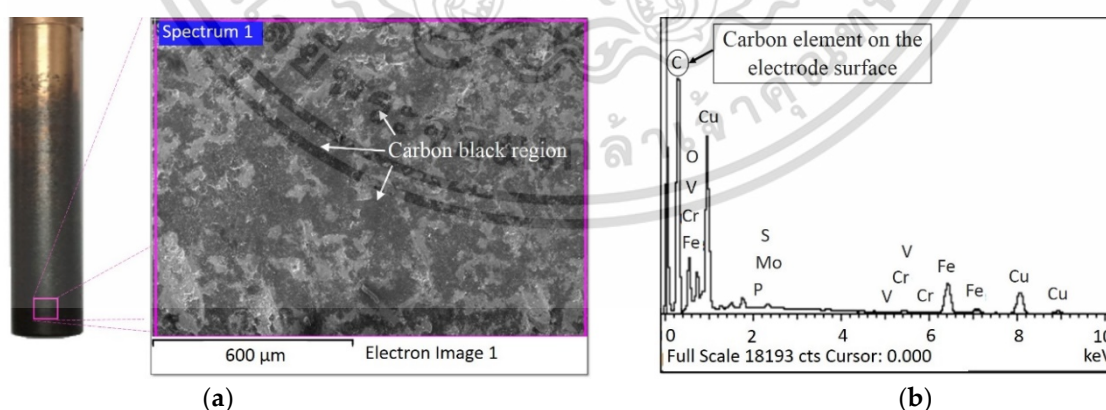 Spectrum 1
Carbon black region
600 µm
Electron Image 1
(a)
Carbon element on the
electrode surface
C
Cu
O
V
Cr
Fe
S
Mo
P
V
Cr
V
Cr
Fe
Fe
Cu
Cu
0 2 4 6 8 10
Full Scale 18193 cts Cursor: 0.000
keV
(b)